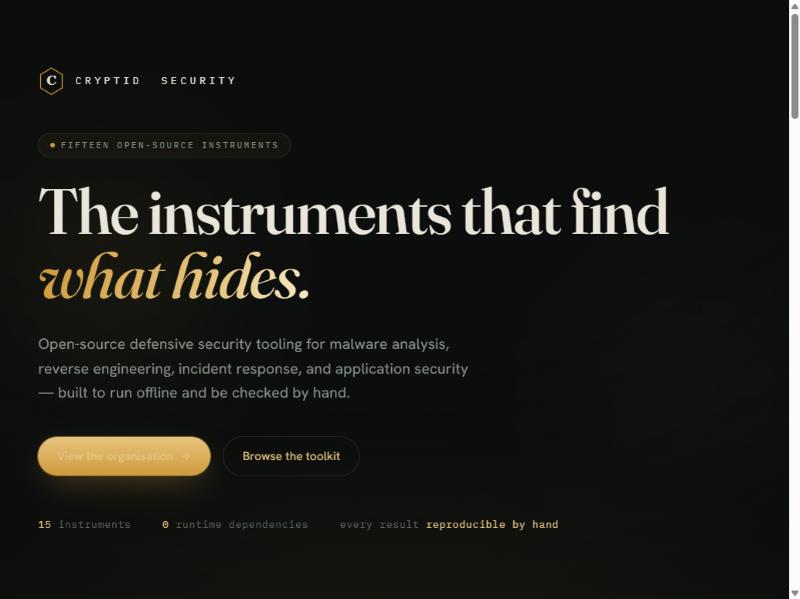 C CRYPTID SECURITY
FIFTEEN OPEN-SOURCE INSTRUMENTS
The instruments that find
what hides.
Open-source defensive security tooling for malware analysis,
reverse engineering, incident response, and application security
— built to run offline and be checked by hand.
View the organisation → Browse the toolkit
15 instruments 0 runtime dependencies every result reproducible by hand